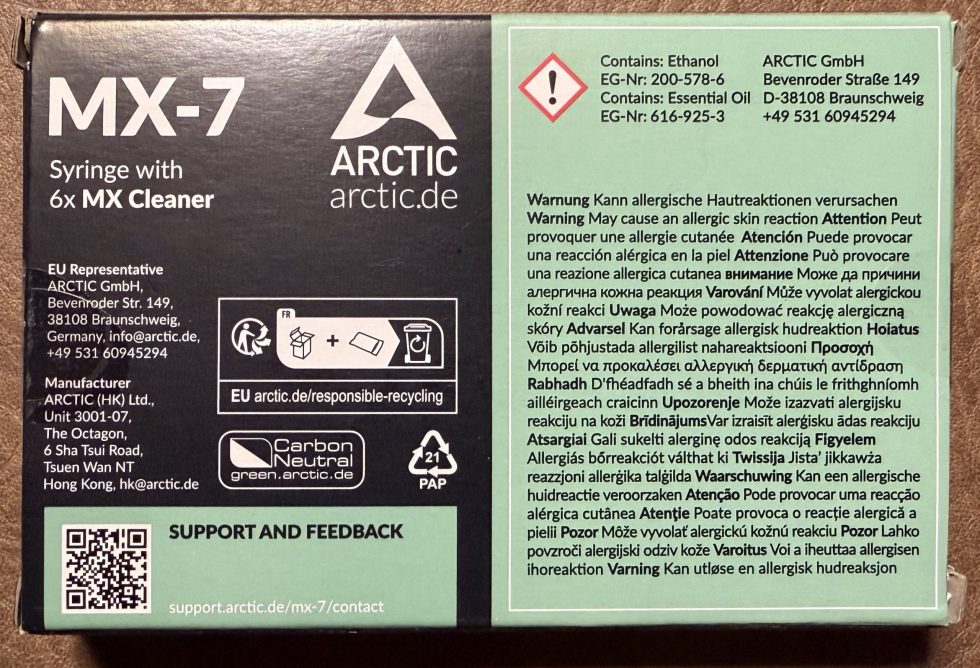 MX-7
Syringe with
6x MX Cleaner
ARCTIC
arctic.de
EU Representative
ARCTIC GmbH,
Bevenroder Str. 149,
38108 Braunschweig,
Germany, info@arctic.de,
+49 531 60945294
Manufacturer
ARCTIC (HK) Ltd.,
Unit 3001-07,
The Octagon,
6 Sha Tsui Road,
Tsuen Wan NT
Hong Kong, hk@arctic.de
FR
+
EU arctic.de/responsible-recycling
Carbon
Neutral
green.arctic.de
21
PAP
SUPPORT AND FEEDBACK
support.arctic.de/mx-7/contact
Contains: Ethanol
EG-Nr: 200-578-6
Contains: Essential Oil
EG-Nr: 616-925-3
ARCTIC GmbH
Bevenroder Straße 149
D-38108 Braunschweig
+49 531 60945294
Warnung Kann allergische Hautreaktionen verursachen
Warning May cause an allergic skin reaction Attention Peut
provoquer une allergie cutanée Atención Puede provocar
una reacción alérgica en la piel Attenzione Può provocare
una reazione allergica cutanea внимание Може да причини
алергична кожна реакция Varování Může vyvolat alergickou
kožní reakci Uwaga Może powodować reakcję alergiczną
skóry Advarsel Kan forårsage allergisk hudreaktion Hoiatus
Võib põhjustada allergilist nahareaktsiooni Προσοχή
Μπορεί να προκαλέσει αλλεργική δερματική αντίδραση
Rabhadh D'fhéadfadh sé a bheith ina chúis le frithghníomh
ailléirgeach craicinn Upozorenje Može izazvati alergijsku
reakciju na koži BrīdinājumsVar izraisīt alerģisku ādas reakciju
Atsargiai Gali sukelti alerginę odos reakciją Figyelem
Allergiás bőrreakciót válthat ki Twissija Jista' jikkawża
reazzjoni allerġika talġilda Waarschuwing Kan een allergische
huidreactie veroorzaken Atenção Pode provocar uma reacção
alérgica cutânea Atenţie Poate provoca o reacție alergică a
pielii Pozor Môže vyvolať alergickú kožnú reakciu Pozor Lahko
povzroči alergijski odziv kože Varoitus Voi a iheuttaa allergisen
ihoreaktion Varning Kan utløse en allergisk hudreaksjon